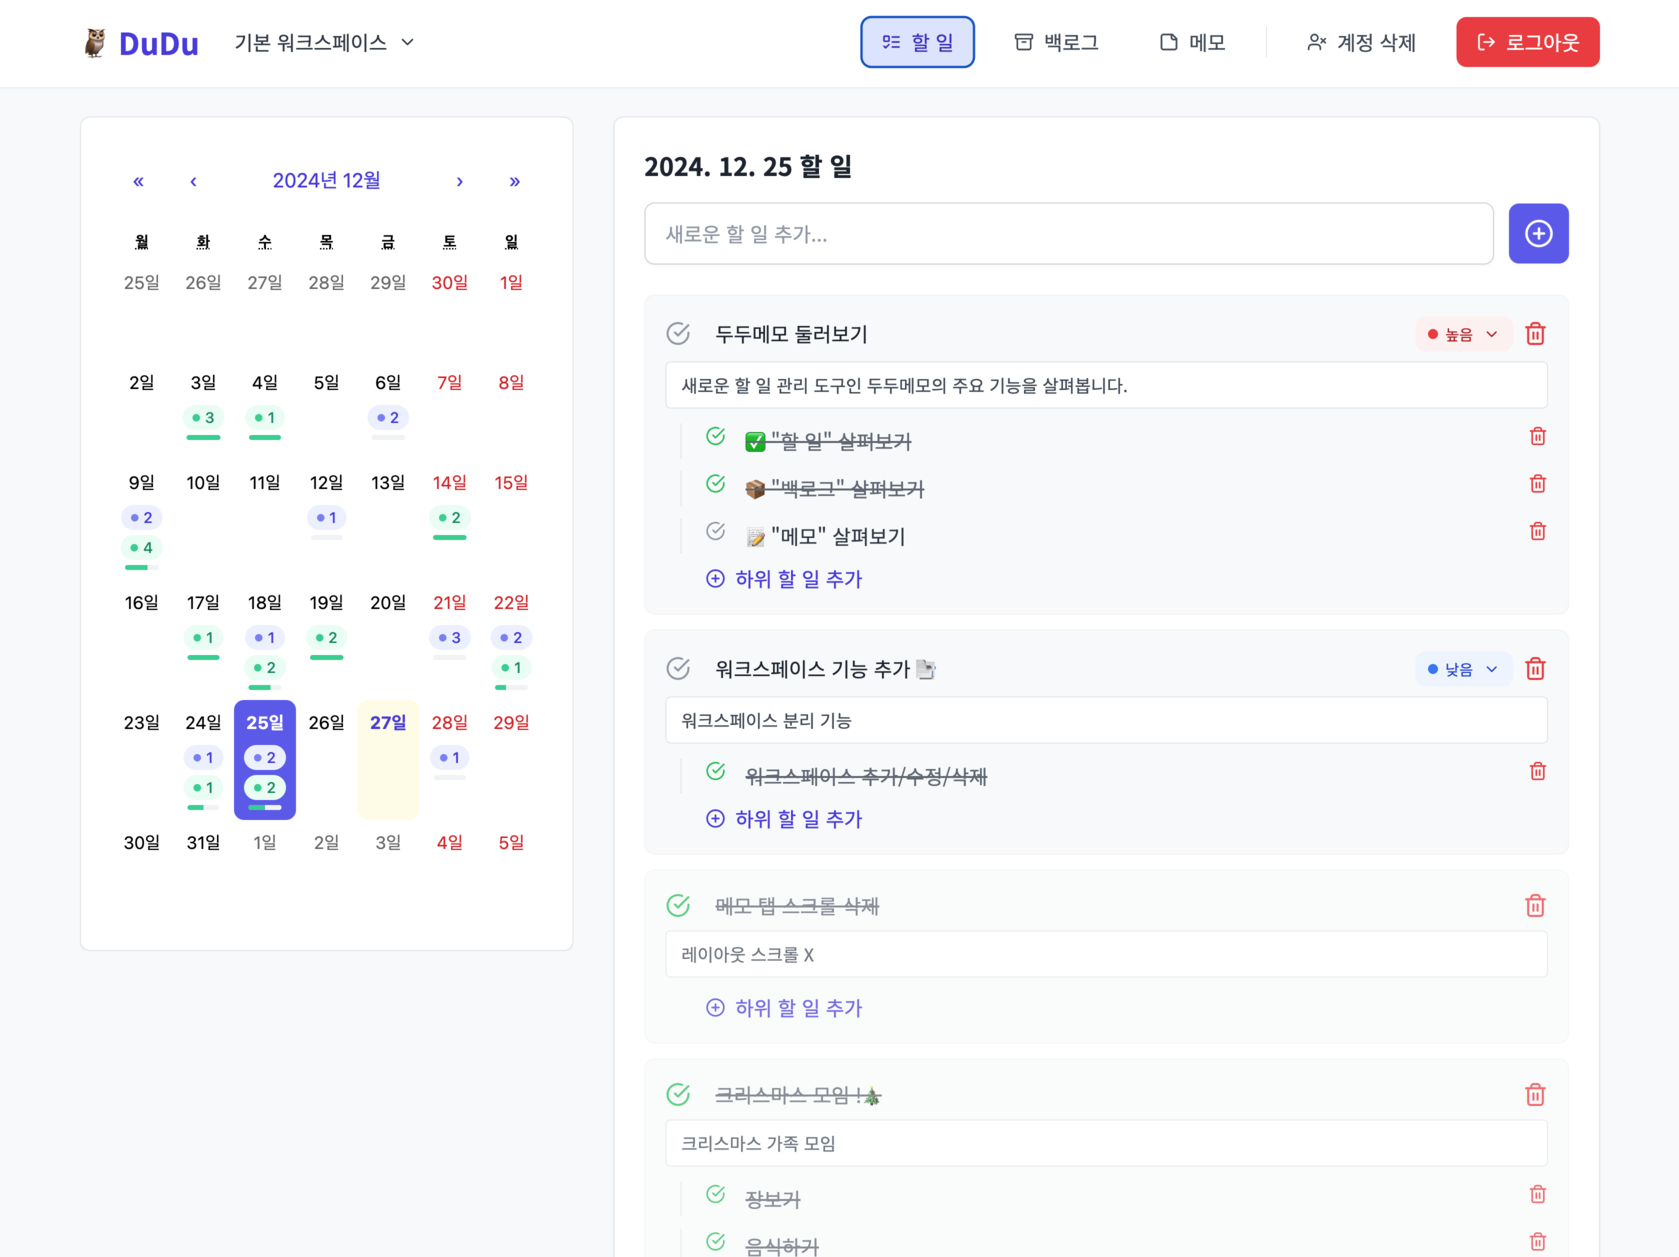 DuDu 기본 워크스페이스 할 일 백로그 메모 계정 삭제 로그아웃
« ‹ 2024년 12월 › »
월 화 수 목 금 토 일
25일 26일 27일 28일 29일 30일 1일
2일 3일 4일 5일 6일 7일 8일
3 1 2
9일 10일 11일 12일 13일 14일 15일
2 1 2
4
16일 17일 18일 19일 20일 21일 22일
1 1 2 3 2
2 1
23일 24일 25일 26일 27일 28일 29일
1 2 1
1 2
30일 31일 1일 2일 3일 4일 5일
2024. 12. 25 할 일
새로운 할 일 추가...
두두메모 둘러보기 높음
새로운 할 일 관리 도구인 두두메모의 주요 기능을 살펴봅니다.
✅ "할 일" 살펴보기
📦 "백로그" 살펴보기
📝 "메모" 살펴보기
하위 할 일 추가
워크스페이스 기능 추가 📑 낮음
워크스페이스 분리 기능
워크스페이스 추가/수정/삭제
하위 할 일 추가
메모 탭 스크롤 삭제
레이아웃 스크롤 X
하위 할 일 추가
크리스마스 모임 !🎄
크리스마스 가족 모임
장보기
음식하기